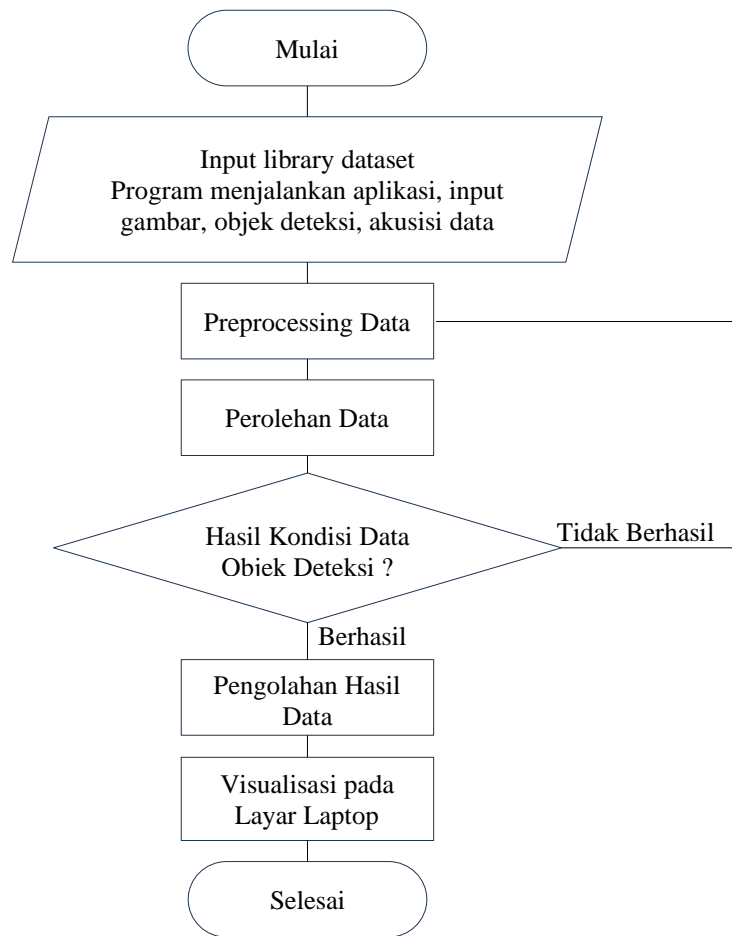 Mulai
Input library dataset
Program menjalankan aplikasi, input
gambar, objek deteksi, akusisi data
Preprocessing Data
Perolehan Data
Hasil Kondisi Data
Obiek Deteksi ?
Tidak Berhasil
Berhasil
Pengolahan Hasil
Data
Visualisasi pada
Layar Laptop
Selesai